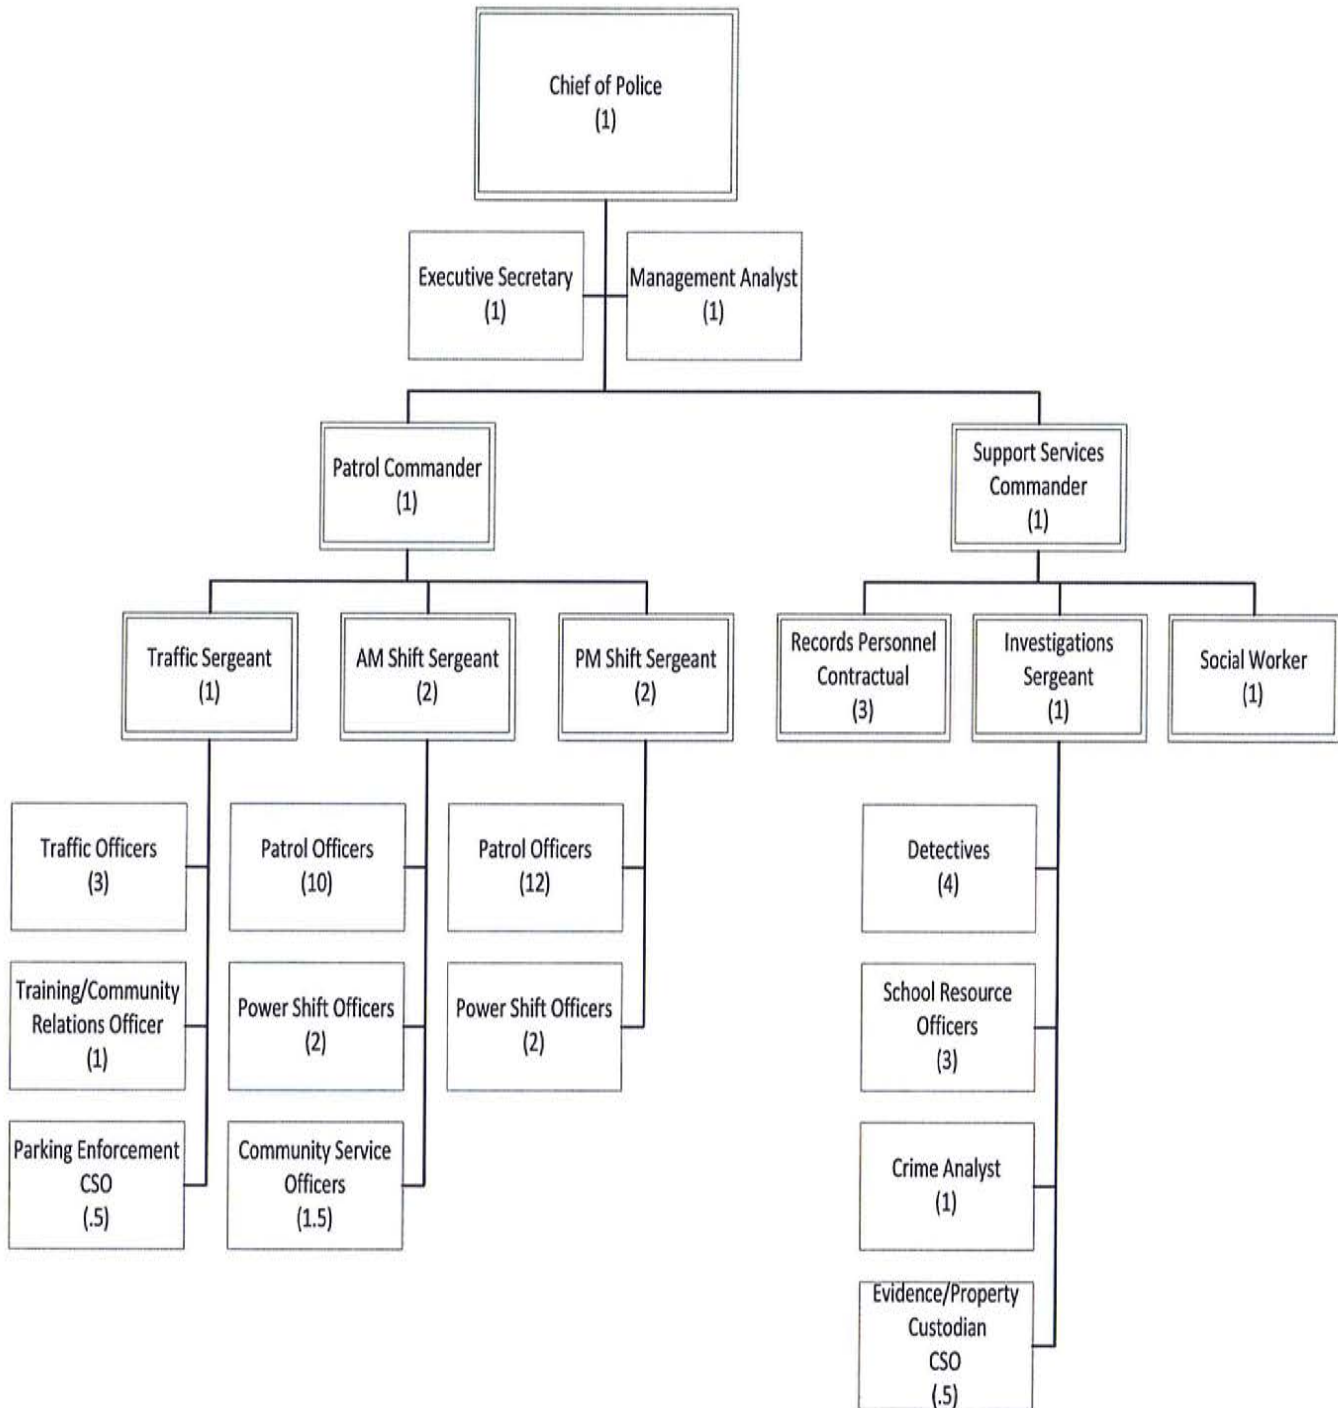 Chief of Police
(1)
Executive Secretary
(1)
Management Analyst
(1)
Patrol Commander
(1)
Support Services
Commander
(1)
Traffic Sergeant
(1)
AM Shift Sergeant
(2)
PM Shift Sergeant
(2)
Records Personnel
Contractual
(3)
Investigations
Sergeant
(1)
Social Worker
(1)
Traffic Officers
(3)
Patrol Officers
(10)
Patrol Officers
(12)
Detectives
(4)
Training/Community
Relations Officer
(1)
Power Shift Officers
(2)
Power Shift Officers
(2)
School Resource
Officers
(3)
Parking Enforcement
CSO
(.5)
Community Service
Officers
(1.5)
Crime Analyst
(1)
Evidence/Property
Custodian
CSO
(.5)